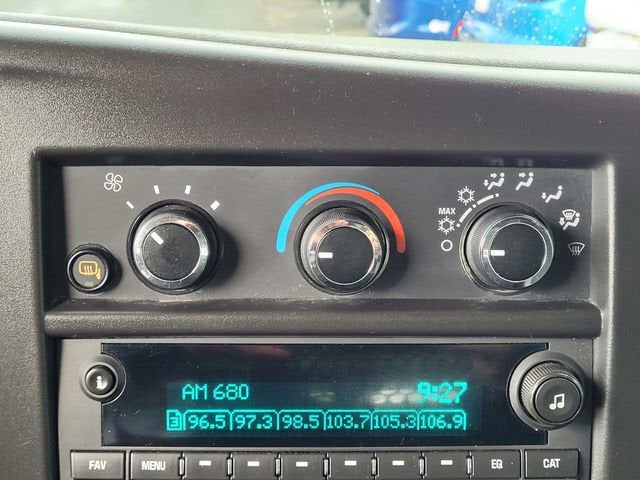 MAX
AM 680 9:27
3 96.5 97.3 98.5 103.7 105.3 106.9
FAV MENU EQ CAT